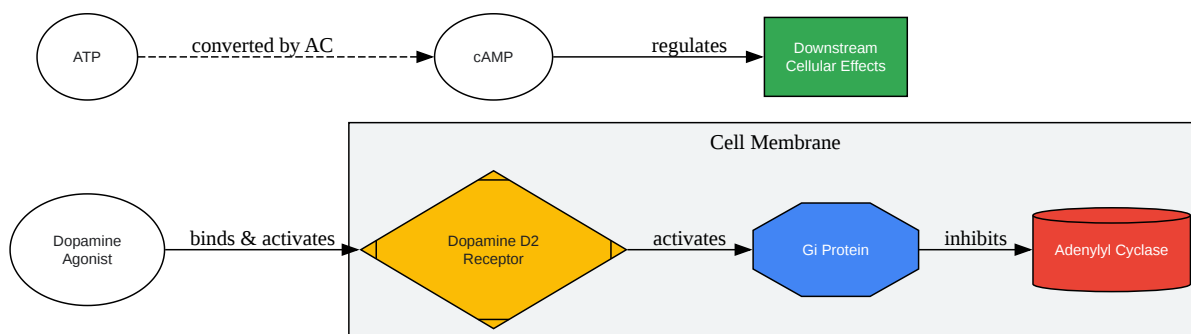 ATP
converted by AC
cAMP
regulates
Downstream
Cellular Effects
Cell Membrane
Dopamine
Agonist
binds & activates
Dopamine D2
Receptor
activates
Gi Protein
inhibits
Adenylyl Cyclase